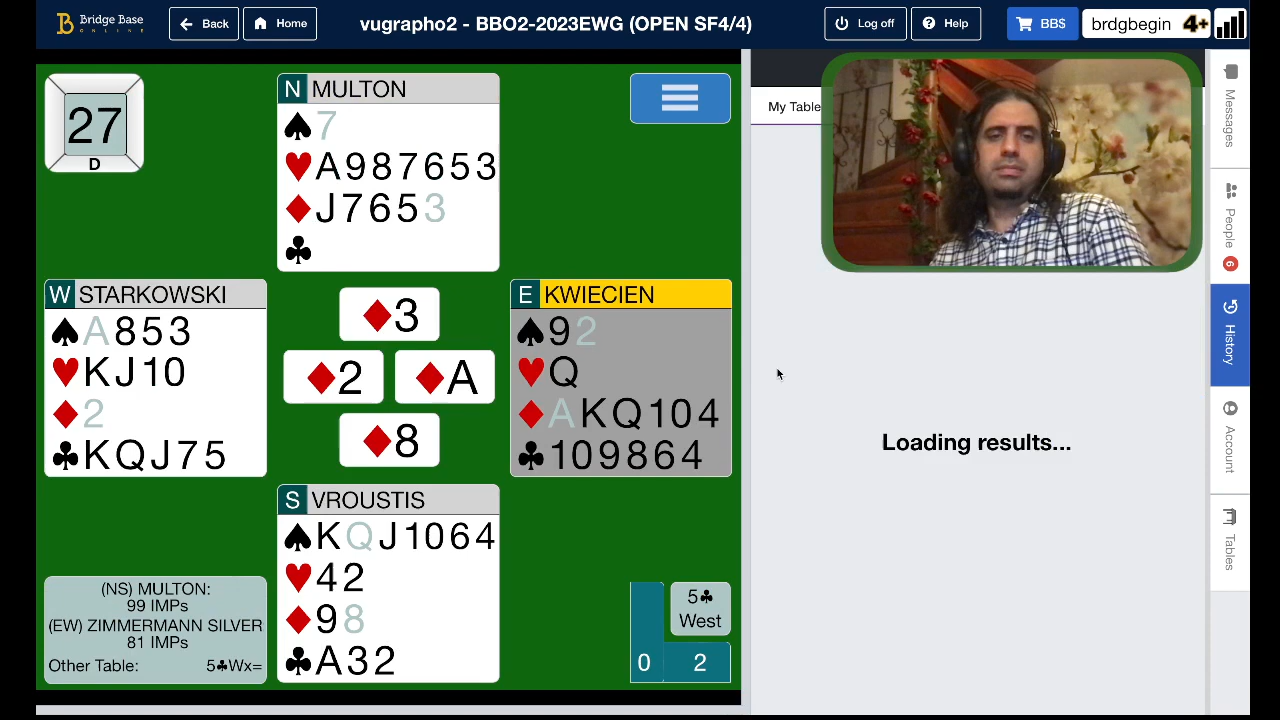 Bridge Base
ONLINE
Back
Home
vugrapho2 - BBO2-2023EWG (OPEN SF4/4)
Log off
Help
BB$
brdgbegin 4+
27
D
N MULTON
♠ 7
♥ A987653
♦ J7653
♣
W STARKOWSKI
♠ A853
♥ KJ10
♦ 2
♣ KQJ75
♦3
♦2
♦A
♦8
E KWIECIEN
♠ 92
♥ Q
♦ AKQ104
♣ 109864
S VROUSTIS
♠ KQJ1064
♥ 42
♦ 98
♣ A32
(NS) MULTON:
99 IMPs
(EW) ZIMMERMANN SILVER
81 IMPs
Other Table: 5♣Wx=
5♣
West
0 2
My Table
Loading results...
Messages
People
6
History
Account
Tables